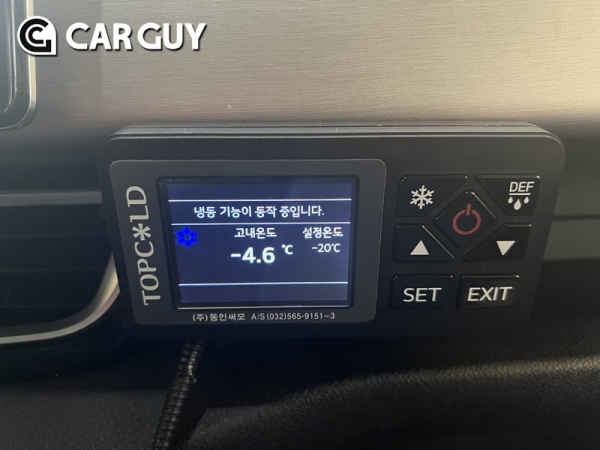 CG CAR GUY
TOPC*LD
냉동 기능이 동작 중입니다.
고내온도 설정온도
-4.6 ℃ -20℃
DEF
SET EXIT
(주)동인써모 A/S (032)565-9151~3